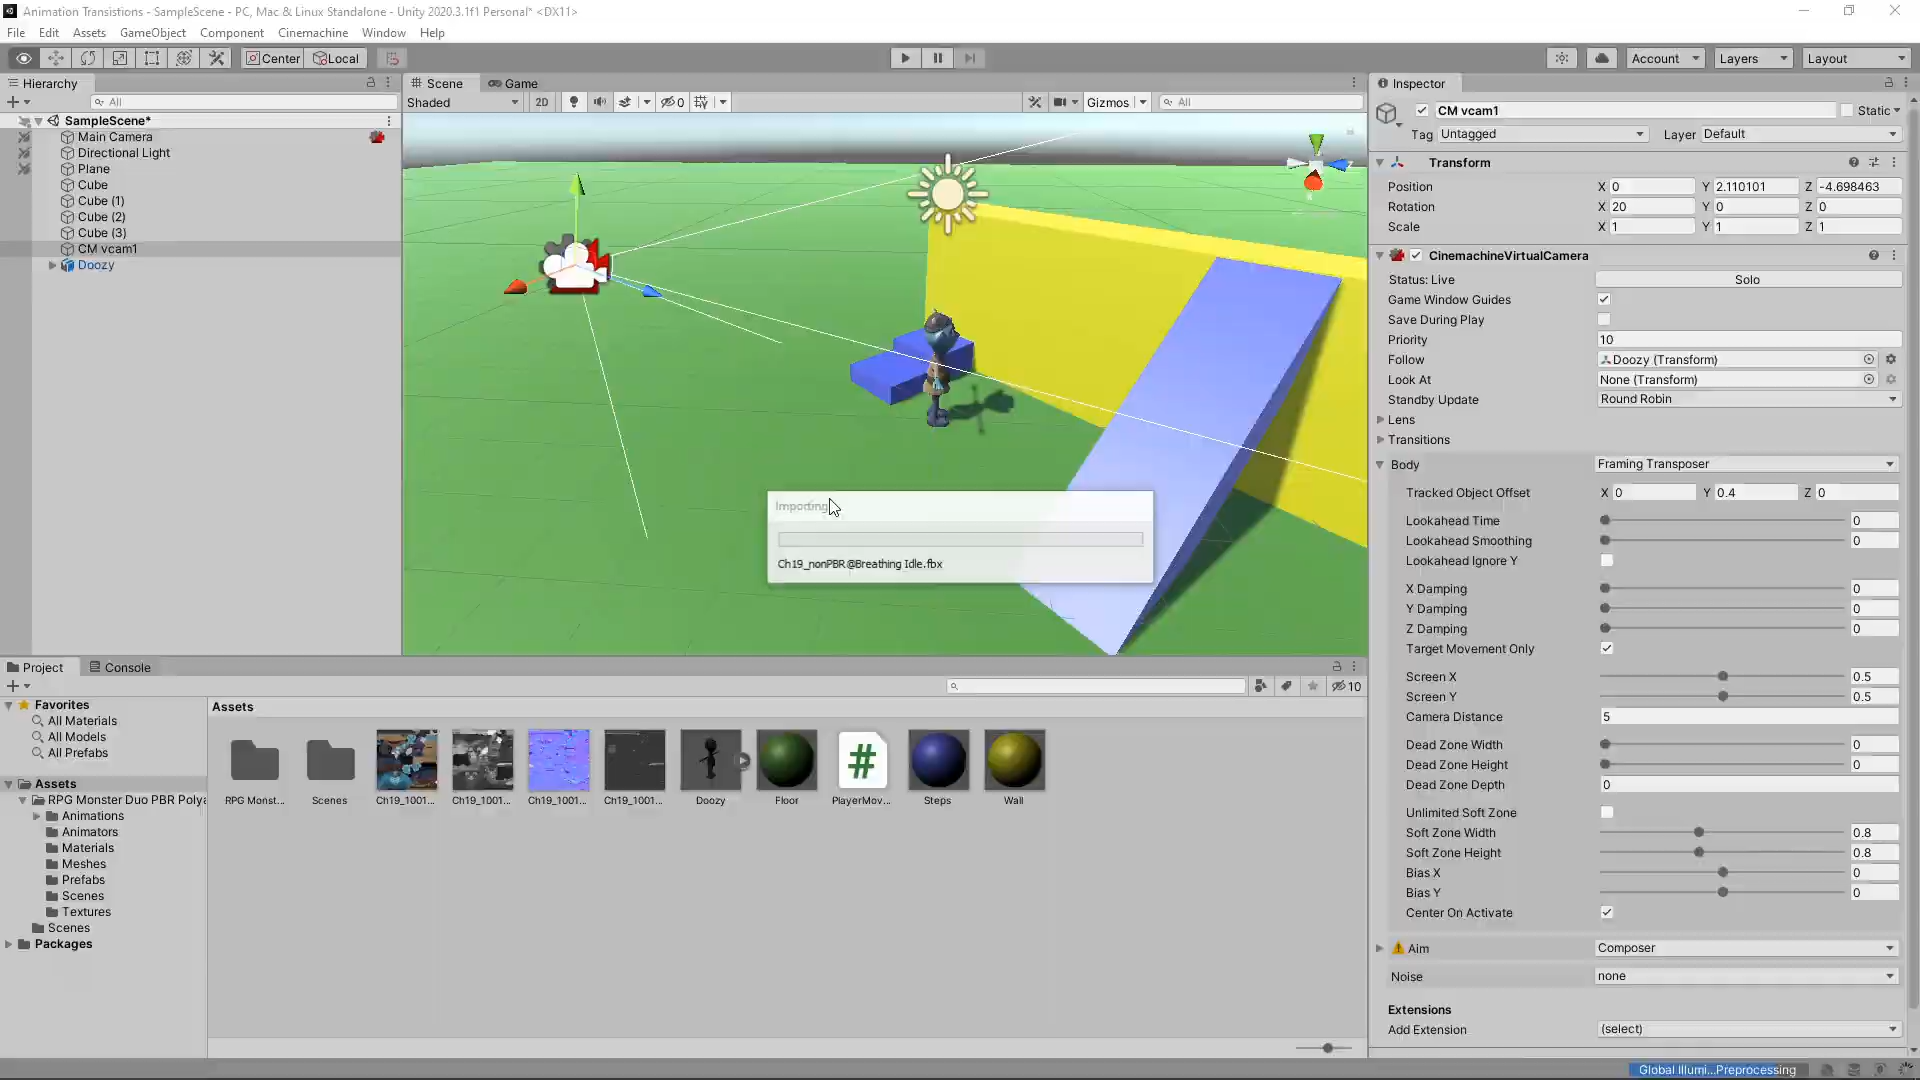 Animation Transistions - SampleScene - PC, Mac & Linux Standalone - Unity 2020.3.1f1 Personal* <DX11>
File Edit Assets GameObject Component Cinemachine Window Help
Center Local
Account Layers Layout
Hierarchy
All
SampleScene*
Main Camera
Directional Light
Plane
Cube
Cube (1)
Cube (2)
Cube (3)
CM vcam1
Doozy
Scene Game
Shaded 2D 0 Gizmos All
Importing
Ch19_nonPBR@Breathing Idle.fbx
Project Console
10
Favorites
All Materials
All Models
All Prefabs
Assets
RPG Monster Duo PBR Polya
Animations
Animators
Materials
Meshes
Prefabs
Scenes
Textures
Scenes
Packages
Assets
RPG Monst... Scenes Ch19_1001... Ch19_1001... Ch19_1001... Ch19_1001... Doozy Floor PlayerMov... Steps Wall
#
Inspector
CM vcam1 Static
Tag Untagged Layer Default
Transform
Position X 0 Y 2.110101 Z -4.698463
Rotation X 20 Y 0 Z 0
Scale X 1 Y 1 Z 1
CinemachineVirtualCamera
Status: Live Solo
Game Window Guides
Save During Play
Priority 10
Follow Doozy (Transform)
Look At None (Transform)
Standby Update Round Robin
Lens
Transitions
Body Framing Transposer
Tracked Object Offset X 0 Y 0.4 Z 0
Lookahead Time 0
Lookahead Smoothing 0
Lookahead Ignore Y
X Damping 0
Y Damping 0
Z Damping 0
Target Movement Only
Screen X 0.5
Screen Y 0.5
Camera Distance 5
Dead Zone Width 0
Dead Zone Height 0
Dead Zone Depth 0
Unlimited Soft Zone
Soft Zone Width 0.8
Soft Zone Height 0.8
Bias X 0
Bias Y 0
Center On Activate
Aim Composer
Noise none
Extensions
Add Extension (select)
Global Illumi...Preprocessing